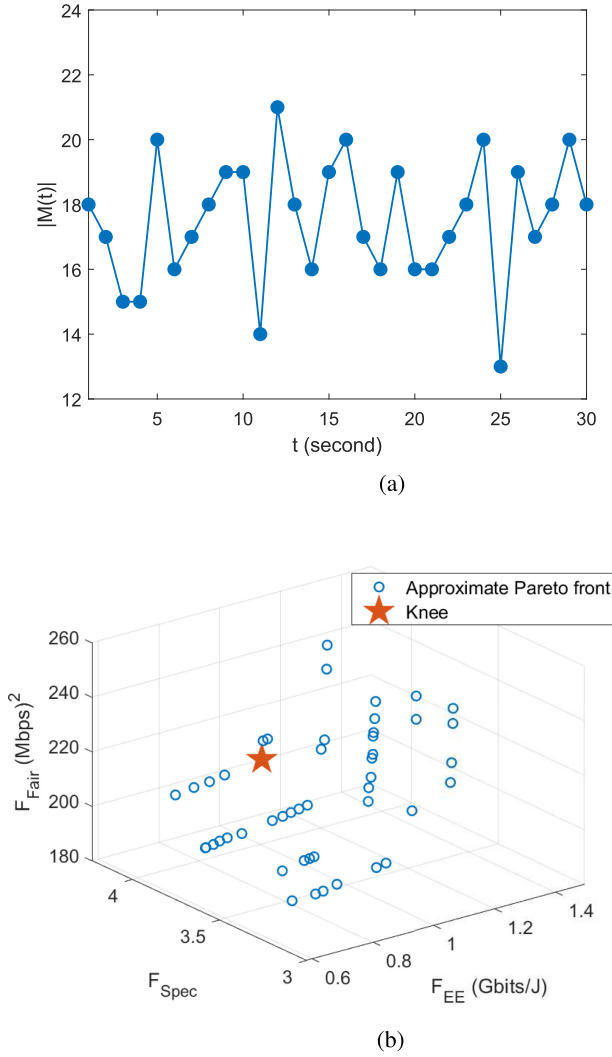 24
22
20
18
16
14
12
|M(t)|
5
10
15
20
25
30
t (second)
(a)
Approximate Pareto front
Knee
260
240
220
200
180
F_Fair (Mbps)^2
4
3.5
3
F_Spec
0.6
0.8
1
1.2
1.4
F_EE (Gbits/J)
(b)